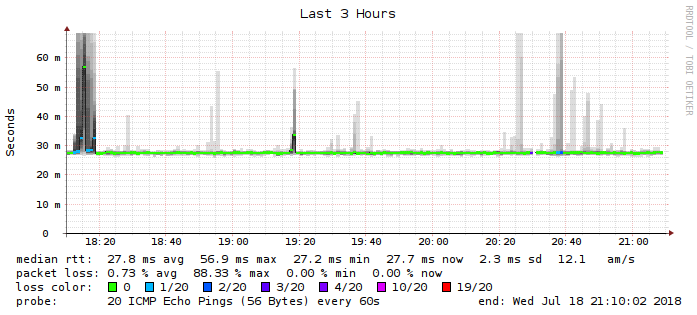 Last 3 Hours
RRDTOOL / TOBI OETIKER
Seconds
60 m
50 m
40 m
30 m
20 m
10 m
0
18:20 18:40 19:00 19:20 19:40 20:00 20:20 20:40 21:00
median rtt: 27.8 ms avg 56.9 ms max 27.2 ms min 27.7 ms now 2.3 ms sd 12.1 am/s
packet loss: 0.73 % avg 88.33 % max 0.00 % min 0.00 % now
loss color: 0 1/20 2/20 3/20 4/20 10/20 19/20
probe: 20 ICMP Echo Pings (56 Bytes) every 60s end: Wed Jul 18 21:10:02 2018